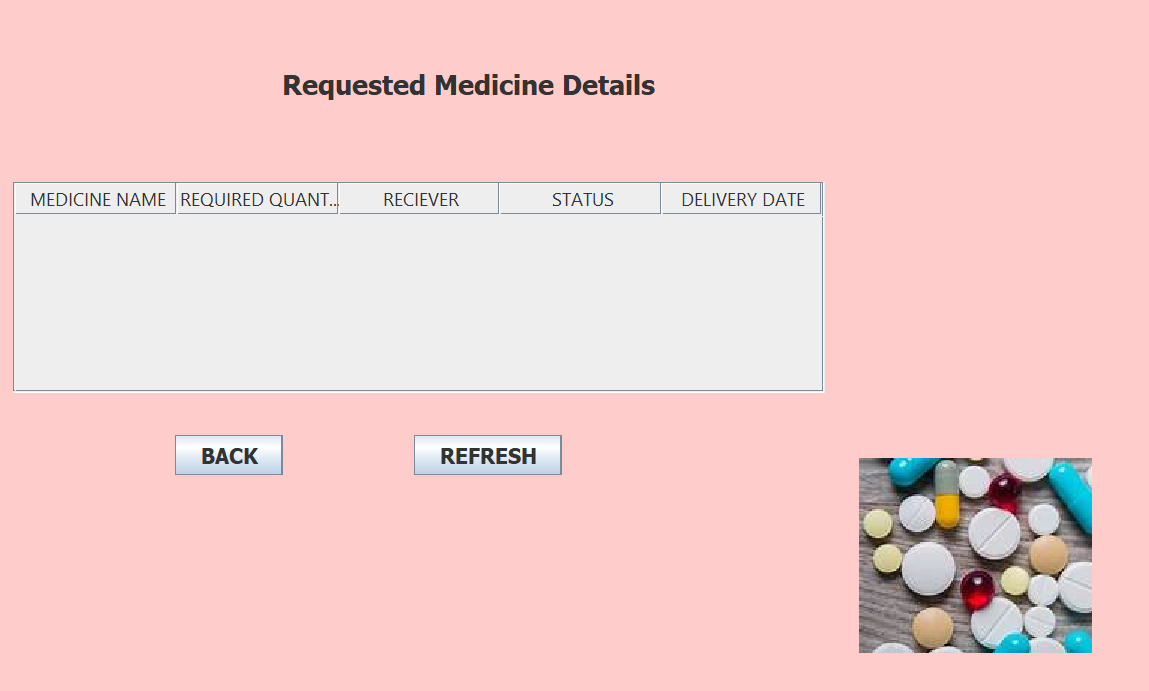 Requested Medicine Details
MEDICINE NAME REQUIRED QUANT... RECIEVER STATUS DELIVERY DATE
BACK REFRESH